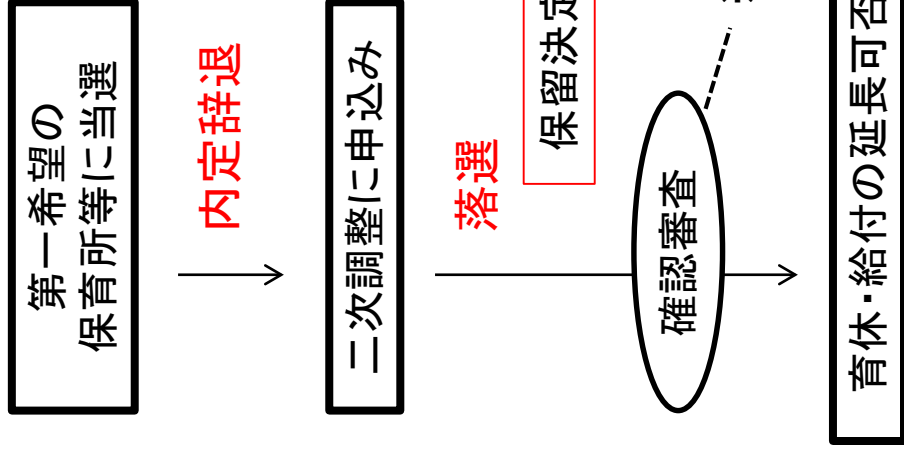 第一希望の
保育所等に当選
内定辞退
二次調整に申込み
落選
保留決定
確認審査
育休・給付の延長可否